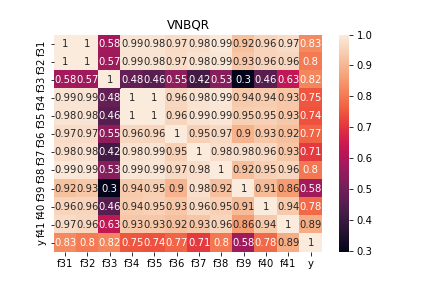 VNBQR
f31 1 1 0.58 0.99 0.98 0.97 0.98 0.99 0.92 0.96 0.97 0.83
f32 1 1 0.57 0.99 0.98 0.97 0.98 0.99 0.93 0.96 0.96 0.8
f33 0.58 0.57 1 0.48 0.46 0.55 0.42 0.53 0.3 0.46 0.63 0.82
f34 0.99 0.99 0.48 1 1 0.96 0.98 0.99 0.94 0.94 0.93 0.75
f35 0.98 0.98 0.46 1 1 0.96 0.99 0.99 0.95 0.95 0.93 0.74
f36 0.97 0.97 0.55 0.96 0.96 1 0.95 0.97 0.9 0.93 0.92 0.77
f37 0.98 0.98 0.42 0.98 0.99 0.95 1 0.98 0.98 0.96 0.93 0.71
f38 0.99 0.99 0.53 0.99 0.99 0.97 0.98 1 0.92 0.95 0.96 0.8
f39 0.92 0.93 0.3 0.94 0.95 0.9 0.98 0.92 1 0.91 0.86 0.58
f40 0.96 0.96 0.46 0.94 0.95 0.93 0.96 0.95 0.91 1 0.94 0.78
f41 0.97 0.96 0.63 0.93 0.93 0.92 0.93 0.96 0.86 0.94 1 0.89
y 0.83 0.8 0.82 0.75 0.74 0.77 0.71 0.8 0.58 0.78 0.89 1
f31 f32 f33 f34 f35 f36 f37 f38 f39 f40 f41 y
1.0
0.9
0.8
0.7
0.6
0.5
0.4
0.3